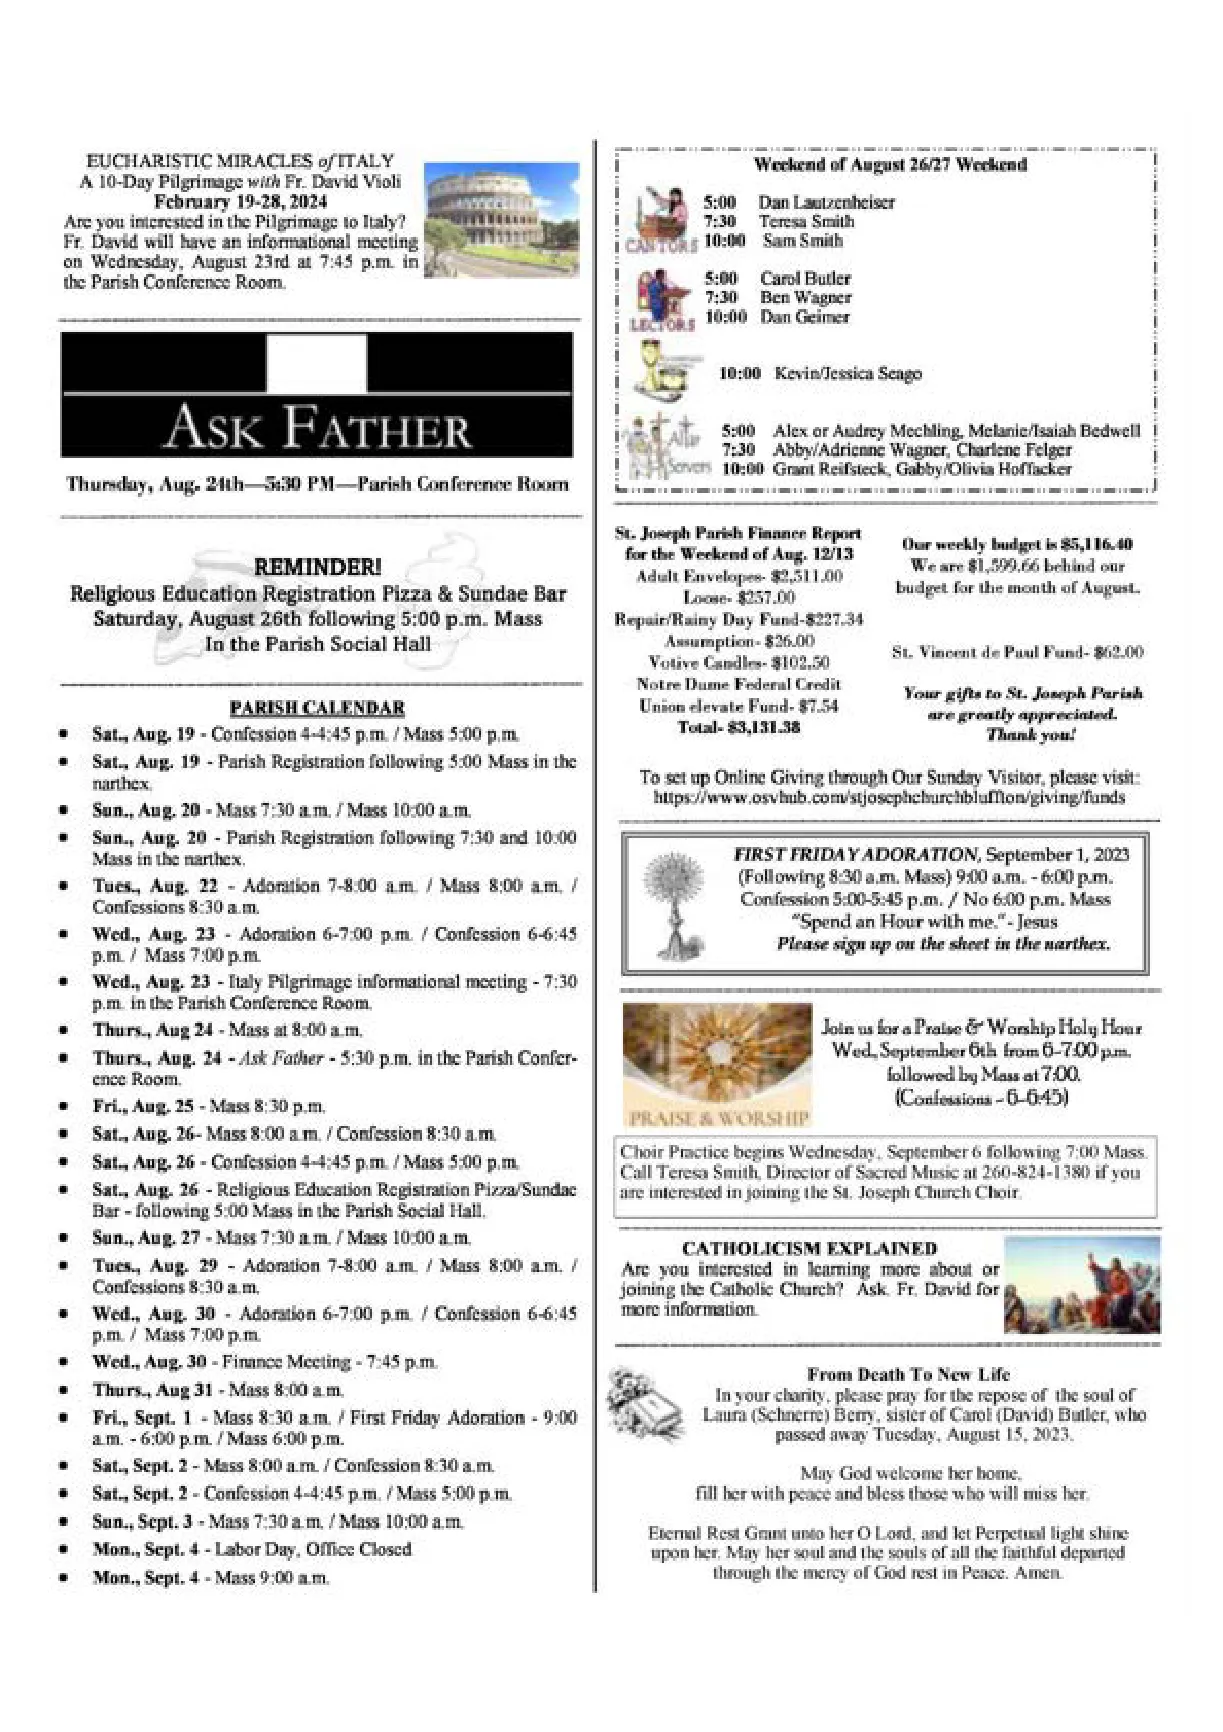 EUCHARISTIC MIRACLES of ITALY
A 10-Day Pilgrimage with Fr. David Violi
February 19-28, 2024
Are you interested in the Pilgrimage to Italy?
Fr. David will have an informational meeting
on Wednesday, August 23rd at 7:45 p.m. in
the Parish Conference Room.
ASK FATHER
Thursday, Aug. 24th—5:30 PM—Parish Conference Room
REMINDER!
Religious Education Registration Pizza & Sundae Bar
Saturday, August 26th following 5:00 p.m. Mass
In the Parish Social Hall
PARISH CALENDAR
• Sat., Aug. 19 - Confession 4-4:45 p.m. / Mass 5:00 p.m.
• Sat., Aug. 19 - Parish Registration following 5:00 Mass in the
narthex.
• Sun., Aug. 20 - Mass 7:30 a.m. / Mass 10:00 a.m.
• Sun., Aug. 20 - Parish Registration following 7:30 and 10:00
Mass in the narthex.
• Tues., Aug. 22 - Adoration 7-8:00 a.m. / Mass 8:00 a.m. /
Confessions 8:30 a.m.
• Wed., Aug. 23 - Adoration 6-7:00 p.m. / Confession 6-6:45
p.m. / Mass 7:00 p.m.
• Wed., Aug. 23 - Italy Pilgrimage informational meeting - 7:30
p.m. in the Parish Conference Room.
• Thurs., Aug 24 - Mass at 8:00 a.m.
• Thurs., Aug. 24 - Ask Father - 5:30 p.m. in the Parish Confer-
ence Room.
• Fri., Aug. 25 - Mass 8:30 p.m.
• Sat., Aug. 26- Mass 8:00 a.m. / Confession 8:30 a.m.
• Sat., Aug. 26 - Confession 4-4:45 p.m. / Mass 5:00 p.m.
• Sat., Aug. 26 - Religious Education Registration Pizza/Sundae
Bar - following 5:00 Mass in the Parish Social Hall.
• Sun., Aug. 27 - Mass 7:30 a.m. / Mass 10:00 a.m.
• Tues., Aug. 29 - Adoration 7-8:00 a.m. / Mass 8:00 a.m. /
Confessions 8:30 a.m.
• Wed., Aug. 30 - Adoration 6-7:00 p.m. / Confession 6-6:45
p.m. / Mass 7:00 p.m.
• Wed., Aug. 30 - Finance Meeting - 7:45 p.m.
• Thurs., Aug 31 - Mass 8:00 a.m.
• Fri., Sept. 1 - Mass 8:30 a.m. / First Friday Adoration - 9:00
a.m. - 6:00 p.m. / Mass 6:00 p.m.
• Sat., Sept. 2 - Mass 8:00 a.m. / Confession 8:30 a.m.
• Sat., Sept. 2 - Confession 4-4:45 p.m. / Mass 5:00 p.m.
• Sun., Sept. 3 - Mass 7:30 a.m. / Mass 10:00 a.m.
• Mon., Sept. 4 - Labor Day, Office Closed
• Mon., Sept. 4 - Mass 9:00 a.m.
Weekend of August 26/27 Weekend
CANTORS
5:00 Dan Lautzenheiser
7:30 Teresa Smith
10:00 Sam Smith
LECTORS
5:00 Carol Butler
7:30 Ben Wagner
10:00 Dan Geimer
10:00 Kevin/Jessica Seago
Altar Servers
5:00 Alex or Audrey Mechling, Melanie/Isaiah Bedwell
7:30 Abby/Adrienne Wagner, Charlene Felger
10:00 Grant Reifsteck, Gabby/Olivia Hoffacker
St. Joseph Parish Finance Report
for the Weekend of Aug. 12/13
Adult Envelopes- $2,511.00
Loose- $257.00
Repair/Rainy Day Fund-$227.34
Assumption- $26.00
Votive Candles- $102.50
Notre Dame Federal Credit
Union elevate Fund- $7.54
Total- $3,131.38
Our weekly budget is $5,116.40
We are $1,599.66 behind our
budget for the month of August.
St. Vincent de Paul Fund- $62.00
Your gifts to St. Joseph Parish
are greatly appreciated.
Thank you!
To set up Online Giving through Our Sunday Visitor, please visit:
https://www.osvhub.com/stjosephchurchbluffton/giving/funds
FIRST FRIDAY ADORATION, September 1, 2023
(Following 8:30 a.m. Mass) 9:00 a.m. - 6:00 p.m.
Confession 5:00-5:45 p.m. / No 6:00 p.m. Mass
"Spend an Hour with me."- Jesus
Please sign up on the sheet in the narthex.
PRAISE & WORSHIP
Join us for a Praise & Worship Holy Hour
Wed, September 6th from 6-7:00 p.m.
followed by Mass at 7:00.
(Confessions - 6-6:45)
Choir Practice begins Wednesday, September 6 following 7:00 Mass.
Call Teresa Smith, Director of Sacred Music at 260-824-1380 if you
are interested in joining the St. Joseph Church Choir.
CATHOLICISM EXPLAINED
Are you interested in learning more about or
joining the Catholic Church? Ask. Fr. David for
more information.
From Death To New Life
In your charity, please pray for the repose of the soul of
Laura (Schnerre) Berry, sister of Carol (David) Butler, who
passed away Tuesday, August 15, 2023.
May God welcome her home,
fill her with peace and bless those who will miss her.
Eternal Rest Grant unto her O Lord, and let Perpetual light shine
upon her. May her soul and the souls of all the faithful departed
through the mercy of God rest in Peace. Amen.